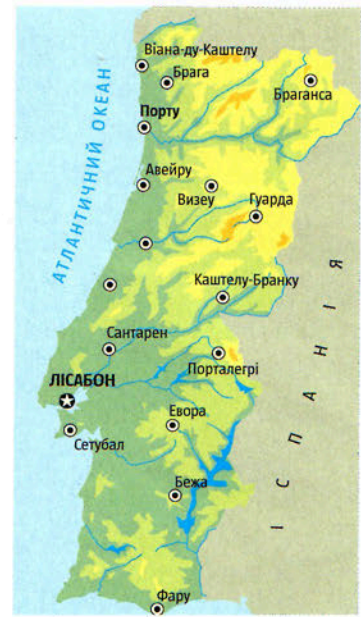 Віана-ду-Каштелу
Брага
Браганса
Порту
АТЛАНТИЧНИЙ ОКЕАН
Авейру
Визеу
Гуарда
Каштелу-Бранку
Сантарен
Порталегрі
ЛІСАБОН
Евора
Сетубал
Бежа
Фару
ІСПАНІЯ